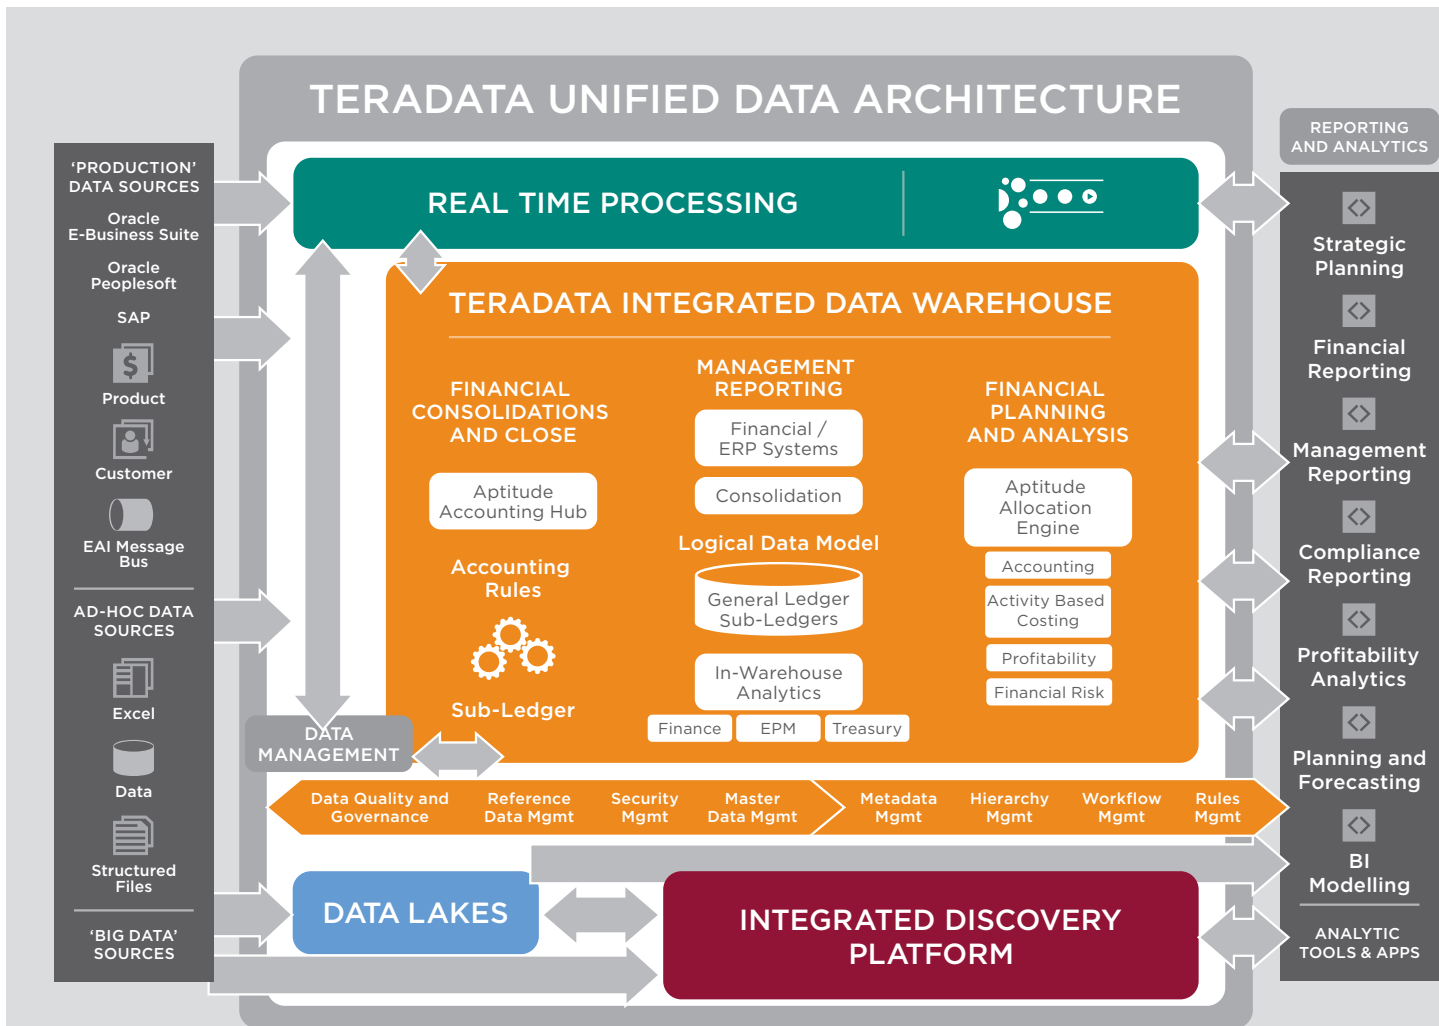 TERADATA UNIFIED DATA ARCHITECTURE
'PRODUCTION'
DATA SOURCES
Oracle
E-Business Suite
Oracle
Peoplesoft
SAP
Product
Customer
EAI Message
Bus
AD-HOC DATA
SOURCES
Excel
Data
Structured
Files
'BIG DATA'
SOURCES
REAL TIME PROCESSING
TERADATA INTEGRATED DATA WAREHOUSE
FINANCIAL
CONSOLIDATIONS
AND CLOSE
Aptitude
Accounting Hub
Accounting
Rules
Sub-Ledger
MANAGEMENT
REPORTING
Financial /
ERP Systems
Consolidation
Logical Data Model
General Ledger
Sub-Ledgers
In-Warehouse
Analytics
Finance
EPM
Treasury
FINANCIAL
PLANNING
AND ANALYSIS
Aptitude
Allocation
Engine
Accounting
Activity Based
Costing
Profitability
Financial Risk
DATA
MANAGEMENT
Data Quality and
Governance
Reference
Data Mgmt
Security
Mgmt
Master
Data Mgmt
Metadata
Mgmt
Hierarchy
Mgmt
Workflow
Mgmt
Rules
Mgmt
DATA LAKES
INTEGRATED DISCOVERY
PLATFORM
REPORTING
AND ANALYTICS
Strategic
Planning
Financial
Reporting
Management
Reporting
Compliance
Reporting
Profitability
Analytics
Planning and
Forecasting
BI
Modelling
ANALYTIC
TOOLS & APPS